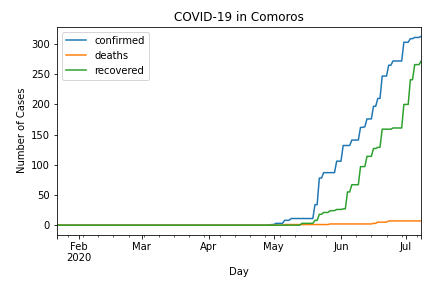 COVID-19 in Comoros
confirmed
deaths
recovered
Number of Cases
300
250
200
150
100
50
0
Feb
2020
Mar
Apr
May
Jun
Jul
Day